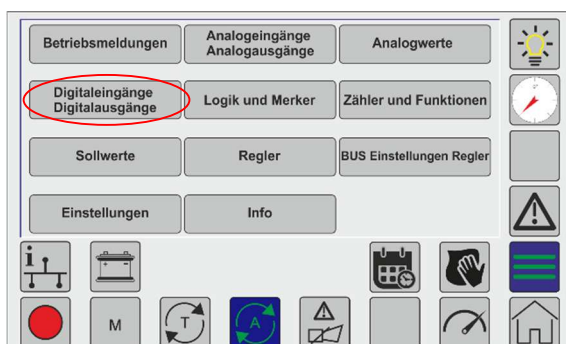 Betriebsmeldungen
Analogeingänge
Analogausgänge
Analogwerte
Digitaleingänge
Digitalausgänge
Logik und Merker
Zähler und Funktionen
Sollwerte
Regler
BUS Einstellungen Regler
Einstellungen
Info
i
M
T
A